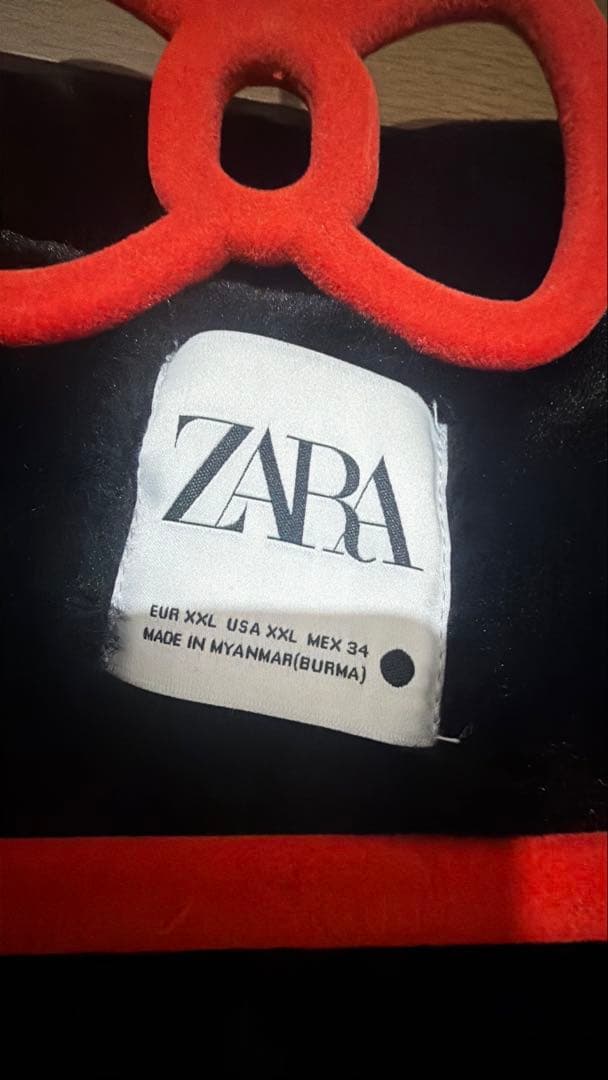 ZARA
EUR XXL USA XXL MEX 34
MADE IN MYANMAR(BURMA)